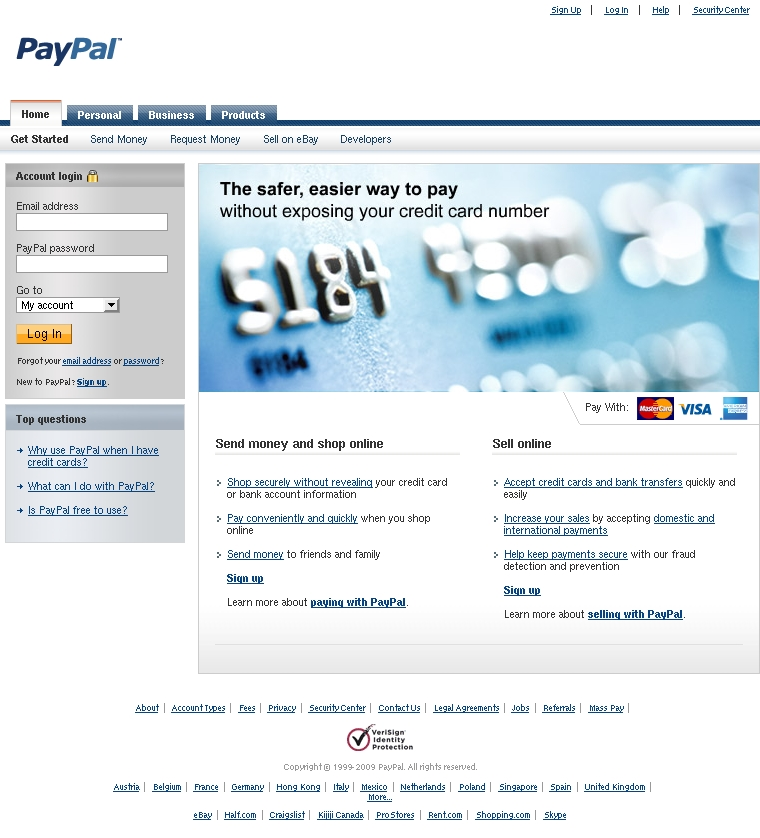 Sign Up | Log In | Help | Security Center
PayPal™
Home Personal Business Products
Get Started Send Money Request Money Sell on eBay Developers
Account login
Email address
PayPal password
Go to
My account
Log In
Forgot your email address or password?
New to PayPal? Sign up.
Top questions
Why use PayPal when I have
credit cards?
What can I do with PayPal?
Is PayPal free to use?
The safer, easier way to pay
without exposing your credit card number
5184
5184
Pay With: MasterCard VISA
Send money and shop online
Shop securely without revealing your credit card
or bank account information
Pay conveniently and quickly when you shop
online
Send money to friends and family
Sign up
Learn more about paying with PayPal.
Sell online
Accept credit cards and bank transfers quickly and
easily
Increase your sales by accepting domestic and
international payments
Help keep payments secure with our fraud
detection and prevention
Sign up
Learn more about selling with PayPal.
About | Account Types | Fees | Privacy | Security Center | Contact Us | Legal Agreements | Jobs | Referrals | Mass Pay |
VeriSign
Identity
Protection
Copyright © 1999-2009 PayPal. All rights reserved.
Austria | Belgium | France | Germany | Hong Kong | Italy | Mexico | Netherlands | Poland | Singapore | Spain | United Kingdom |
More...
eBay | Half.com | Craigslist | Kijiji Canada | ProStores | Rent.com | Shopping.com | Skype